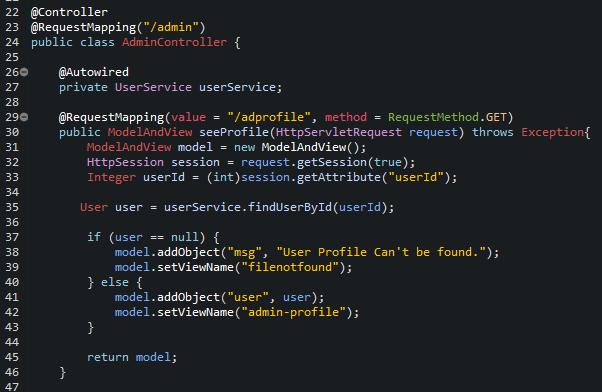 22 @Controller
23 @RequestMapping("/admin")
24 public class AdminController {
25
26 @Autowired
27 private UserService userService;
28
29 @RequestMapping(value = "/adprofile", method = RequestMethod.GET)
30 public ModelAndView seeProfile(HttpServletRequest request) throws Exception{
31 ModelAndView model = new ModelAndView();
32 HttpSession session = request.getSession(true);
33 Integer userId = (int)session.getAttribute("userId");
34
35 User user = userService.findUserById(userId);
36
37 if (user == null) {
38 model.addObject("msg", "User Profile Can't be found.");
39 model.setViewName("filenotfound");
40 } else {
41 model.addObject("user", user);
42 model.setViewName("admin-profile");
43 }
44
45 return model;
46 }
47